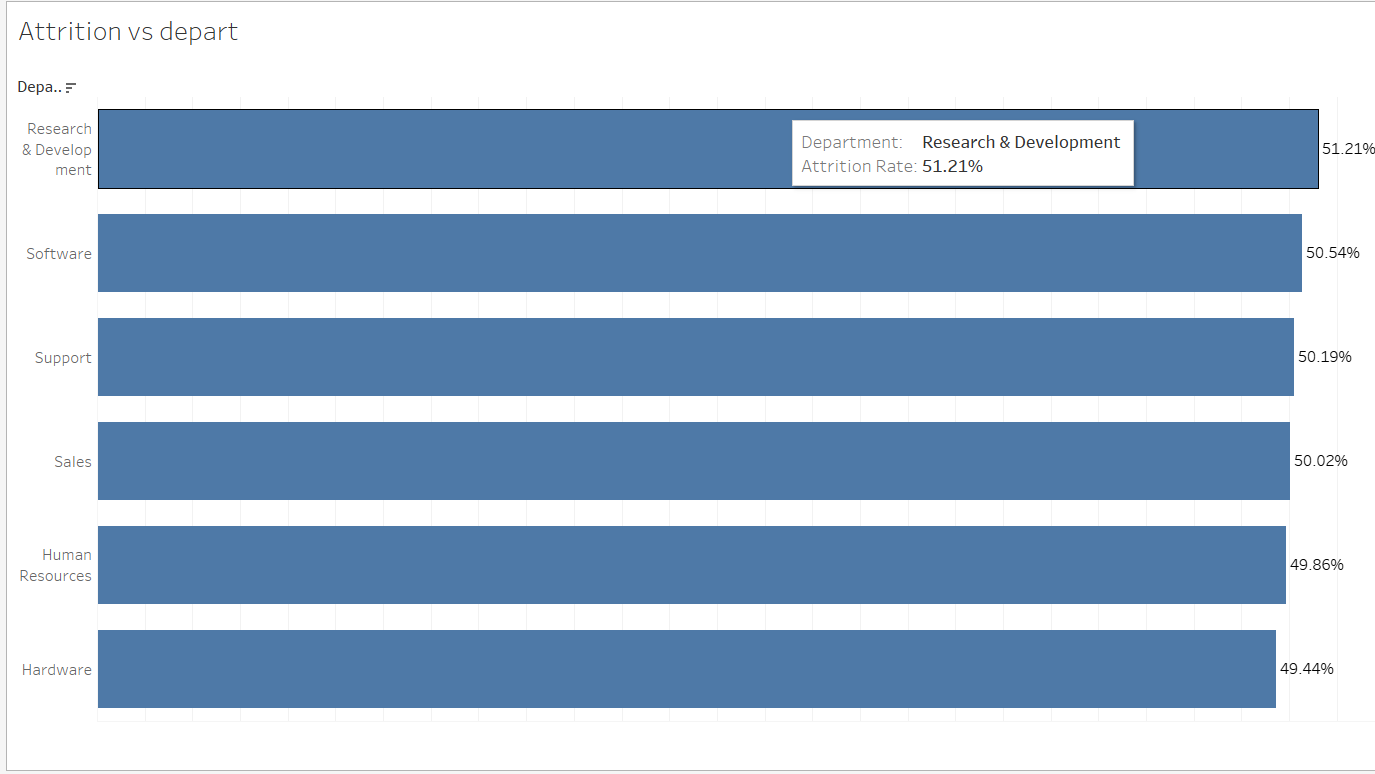 Attrition vs depart
Depa..
Research
& Develop
ment
51.21%
Department: Research & Development
Attrition Rate: 51.21%
Software
50.54%
Support
50.19%
Sales
50.02%
Human
Resources
49.86%
Hardware
49.44%